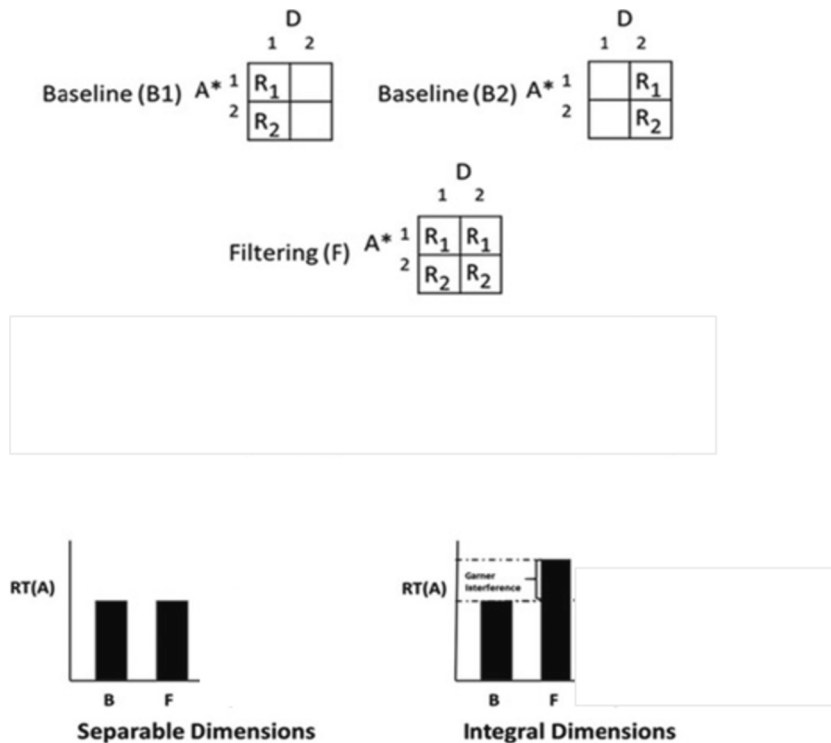 D D
1 2 1 2
Baseline (B1) A* 1 R1 Baseline (B2) A* 1 R1
2 R2 2 R2
D
1 2
Filtering (F) A* 1 R1 R1
2 R2 R2
RT(A) RT(A) Garner
Interference
B F B F
Separable Dimensions Integral Dimensions